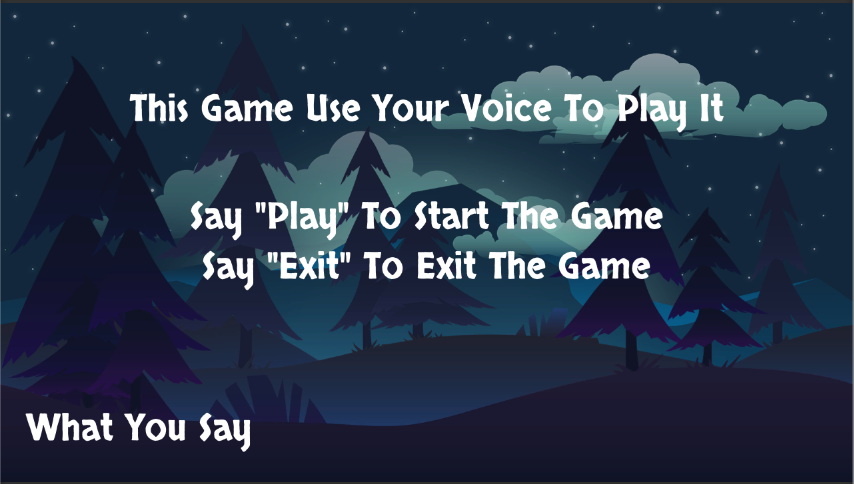 This Game Use Your Voice To Play It
Say "Play" To Start The Game
Say "Exit" To Exit The Game
What You Say